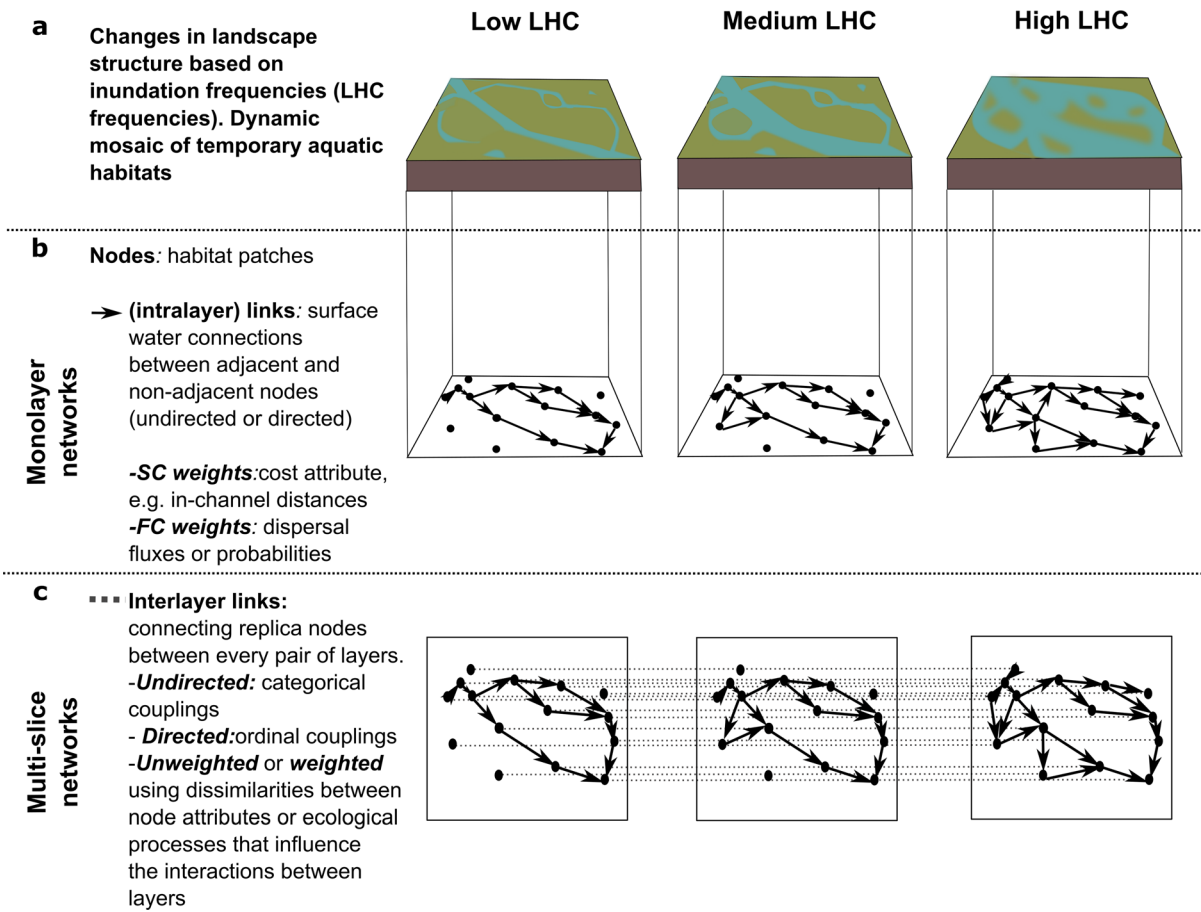 Low LHC
Medium LHC
High LHC
a
Changes in landscape
structure based on
inundation frequencies (LHC
frequencies). Dynamic
mosaic of temporary aquatic
habitats
b
Nodes: habitat patches
(intralayer) links: surface
water connections
between adjacent and
non-adjacent nodes
(undirected or directed)
-SC weights:cost attribute,
e.g. in-channel distances
-FC weights: dispersal
fluxes or probabilities
Monolayer
networks
c
Interlayer links:
connecting replica nodes
between every pair of layers.
-Undirected: categorical
couplings
- Directed:ordinal couplings
-Unweighted or weighted
using dissimilarities between
node attributes or ecological
processes that influence
the interactions between
layers
Multi-slice
networks